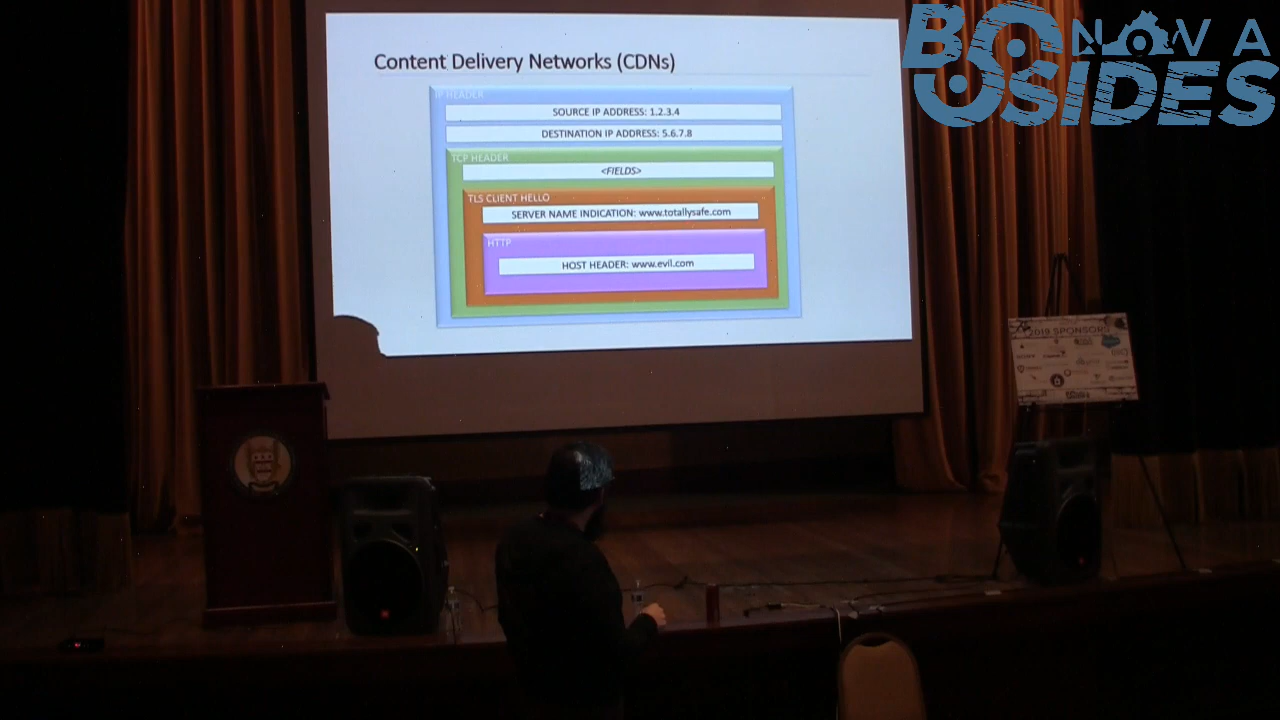 Content Delivery Networks (CDNs)
IP HEADER
SOURCE IP ADDRESS: 1.2.3.4
DESTINATION IP ADDRESS: 5.6.7.8
TCP HEADER
<FIELDS>
TLS CLIENT HELLO
SERVER NAME INDICATION: www.totallysafe.com
HTTP
HOST HEADER: www.evil.com
BSIDES NOVA
2019 SPONSORS